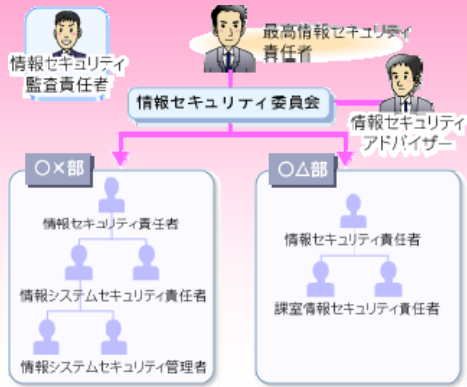 最高情報セキュリティ
責任者
情報セキュリティ
監査責任者
情報セキュリティ委員会
情報セキュリティ
アドバイザー
○×部
情報セキュリティ責任者
情報システムセキュリティ責任者
情報システムセキュリティ管理者
○△部
情報セキュリティ責任者
課室情報セキュリティ責任者